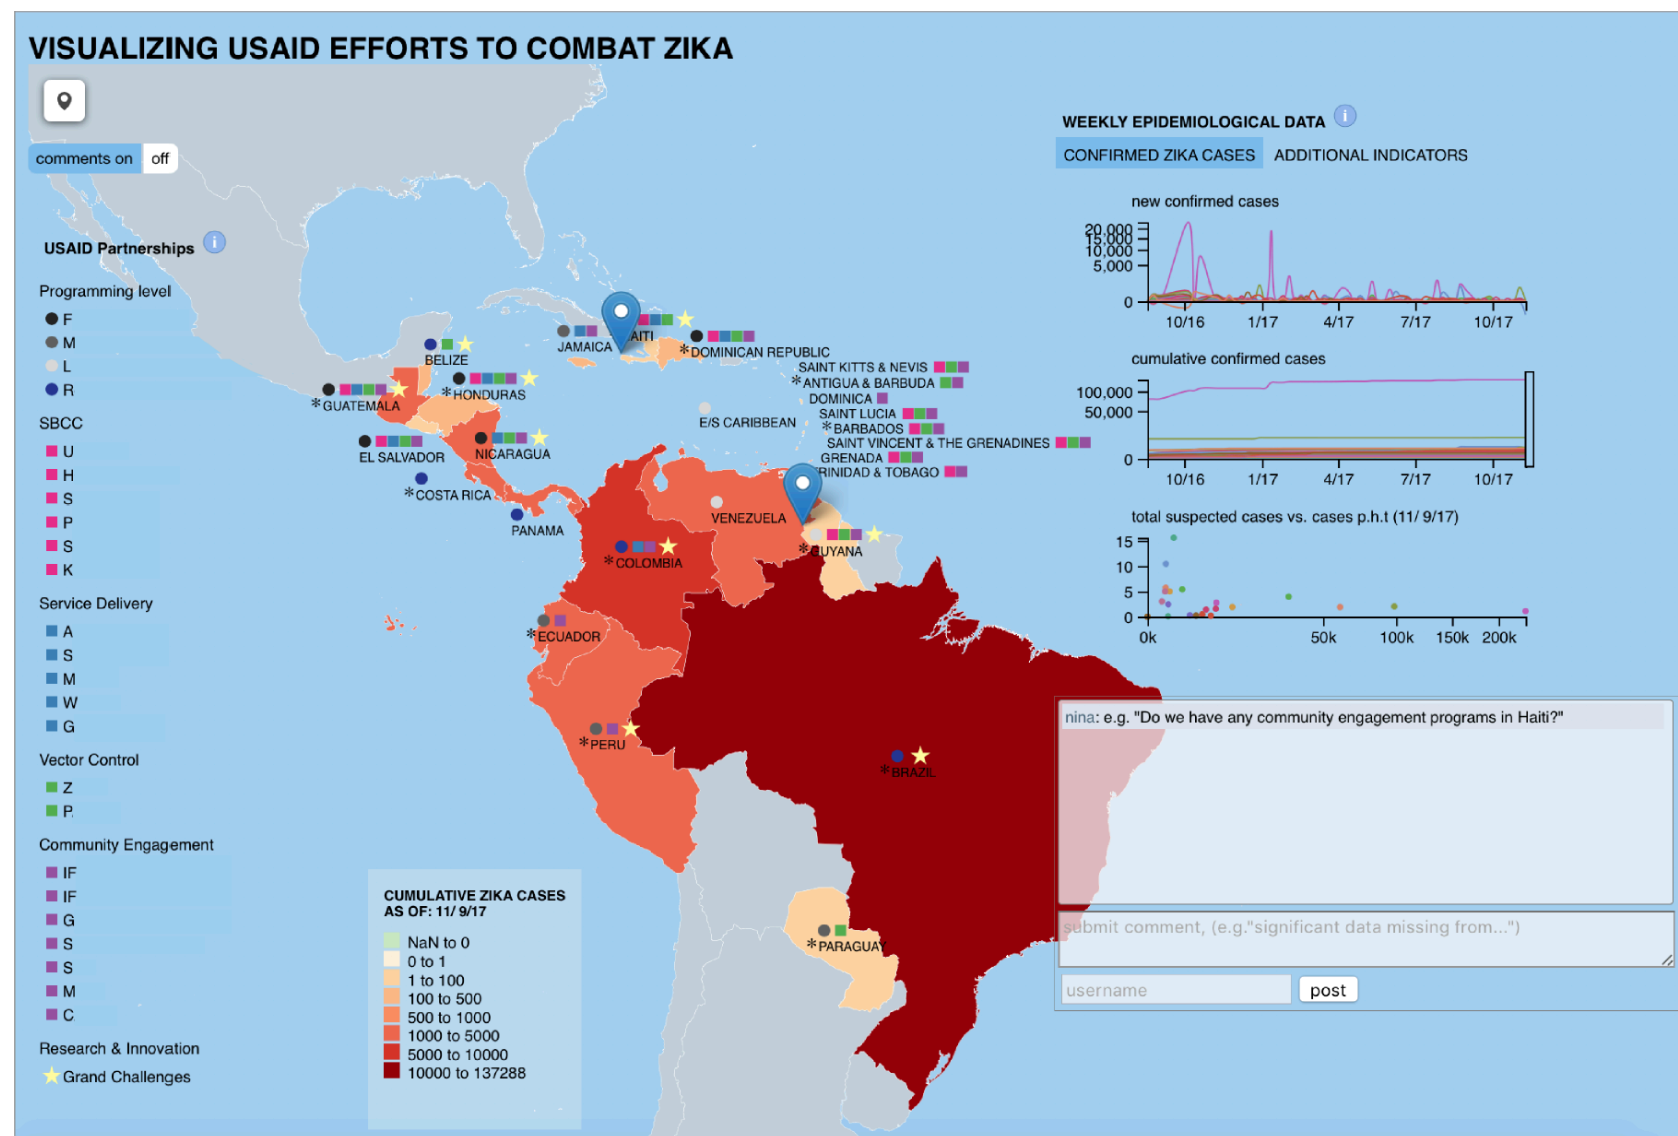 VISUALIZING USAID EFFORTS TO COMBAT ZIKA
comments on off
USAID Partnerships i
Programming level
F
M
L
R
SBCC
U
H
S
P
S
K
Service Delivery
A
S
M
W
G
Vector Control
Z
P
Community Engagement
IF
IF
G
S
S
M
C
Research & Innovation
Grand Challenges
BELIZE
*GUATEMALA
*HONDURAS
EL SALVADOR
NICARAGUA
*COSTA RICA
PANAMA
JAMAICA
*DOMINICAN REPUBLIC
SAINT KITTS & NEVIS
*ANTIGUA & BARBUDA
DOMINICA
SAINT LUCIA
E/S CARIBBEAN
*BARBADOS
SAINT VINCENT & THE GRENADINES
GRENADA
TRINIDAD & TOBAGO
VENEZUELA
*GUYANA
*COLOMBIA
*ECUADOR
*PERU
*BRAZIL
*PARAGUAY
CUMULATIVE ZIKA CASES
AS OF: 11/ 9/17
NaN to 0
0 to 1
1 to 100
100 to 500
500 to 1000
1000 to 5000
5000 to 10000
10000 to 137288
WEEKLY EPIDEMIOLOGICAL DATA i
CONFIRMED ZIKA CASES ADDITIONAL INDICATORS
new confirmed cases
20,000
15,000
10,000
5,000
0
10/16 1/17 4/17 7/17 10/17
cumulative confirmed cases
100,000
50,000
0
10/16 1/17 4/17 7/17 10/17
total suspected cases vs. cases p.h.t (11/ 9/17)
15
10
5
0
0k 50k 100k 150k 200k
nina: e.g. "Do we have any community engagement programs in Haiti?"
submit comment, (e.g."significant data missing from...")
username post